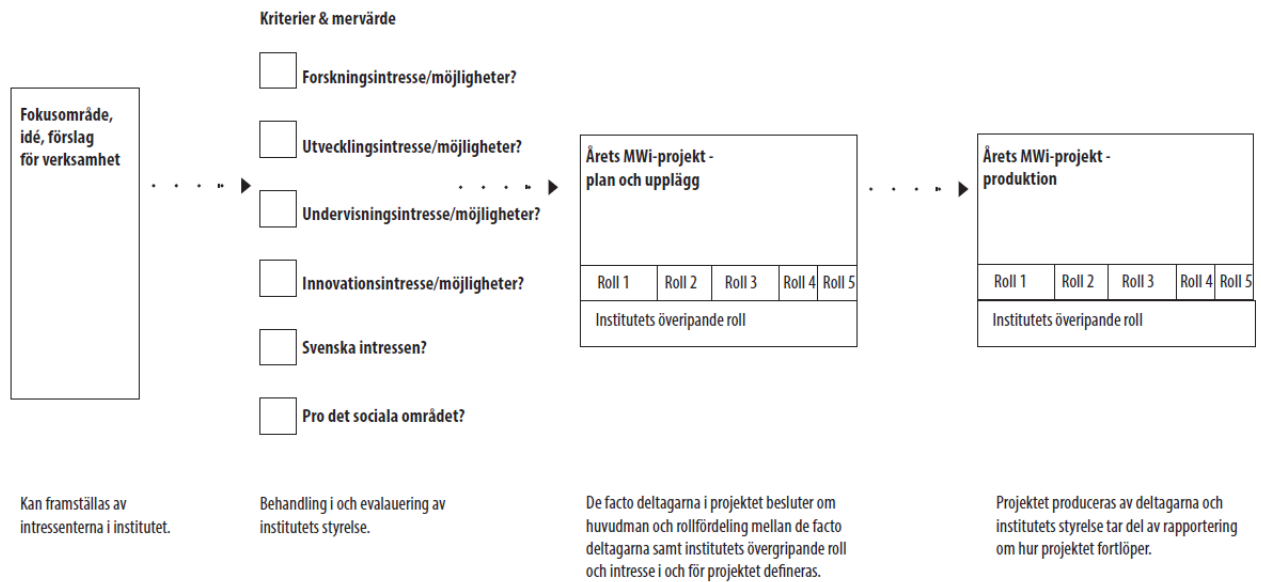 Kriterier & mervärde
Fokusområde,
idé, förslag
för verksamhet
Forskningsintresse/möjligheter?
Utvecklingsintresse/möjligheter?
Undervisningsintresse/möjligheter?
Innovationsintresse/möjligheter?
Svenska intressen?
Pro det sociala området?
Årets MWi-projekt -
plan och upplägg
Roll 1 Roll 2 Roll 3 Roll 4 Roll 5
Institutets överipande roll
Årets MWi-projekt -
produktion
Roll 1 Roll 2 Roll 3 Roll 4 Roll 5
Institutets överipande roll
Kan framställas av
intressenterna i institutet.
Behandling i och evalauering av
institutets styrelse.
De facto deltagarna i projektet besluter om
huvudman och rollfördeling mellan de facto
deltagarna samt institutets övergripande roll
och intresse i och för projektet defineras.
Projektet produceras av deltagarna och
institutets styrelse tar del av rapportering
om hur projektet fortlöper.